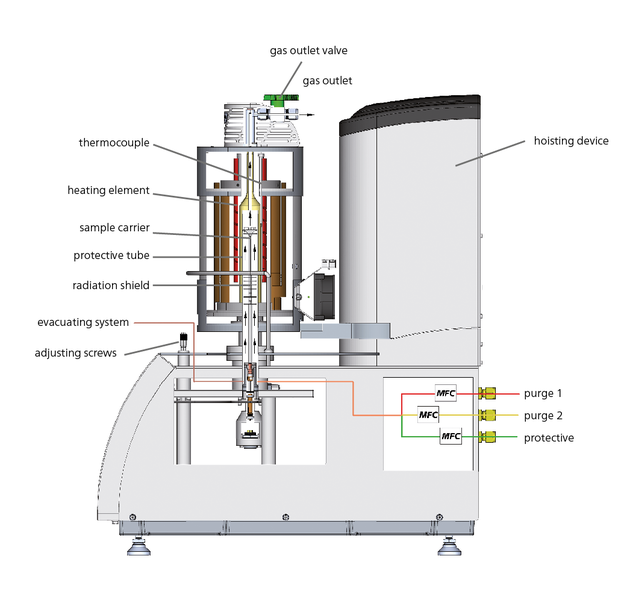 gas outlet valve
gas outlet
thermocouple
hoisting device
heating element
sample carrier
protective tube
radiation shield
evacuating system
adjusting screws
MFC
purge 1
MFC
purge 2
MFC
protective